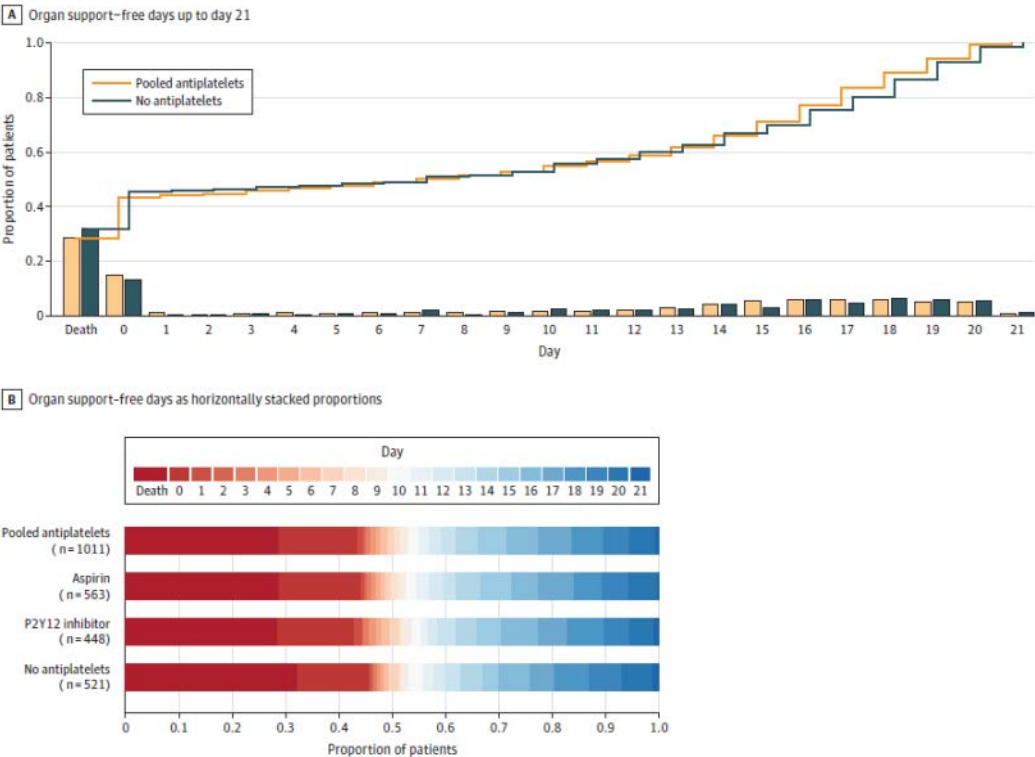 A Organ support-free days up to day 21
1.0
0.8
0.6
0.4
0.2
0
Proportion of patients
Pooled antiplatelets
No antiplatelets
Death 0 1 2 3 4 5 6 7 8 9 10 11 12 13 14 15 16 17 18 19 20 21
Day
B Organ support-free days as horizontally stacked proportions
Day
Death 0 1 2 3 4 5 6 7 8 9 10 11 12 13 14 15 16 17 18 19 20 21
Pooled antiplatelets
(n=1011)
Aspirin
(n=563)
P2Y12 inhibitor
(n=448)
No antiplatelets
(n=521)
0 0.1 0.2 0.3 0.4 0.5 0.6 0.7 0.8 0.9 1.0
Proportion of patients